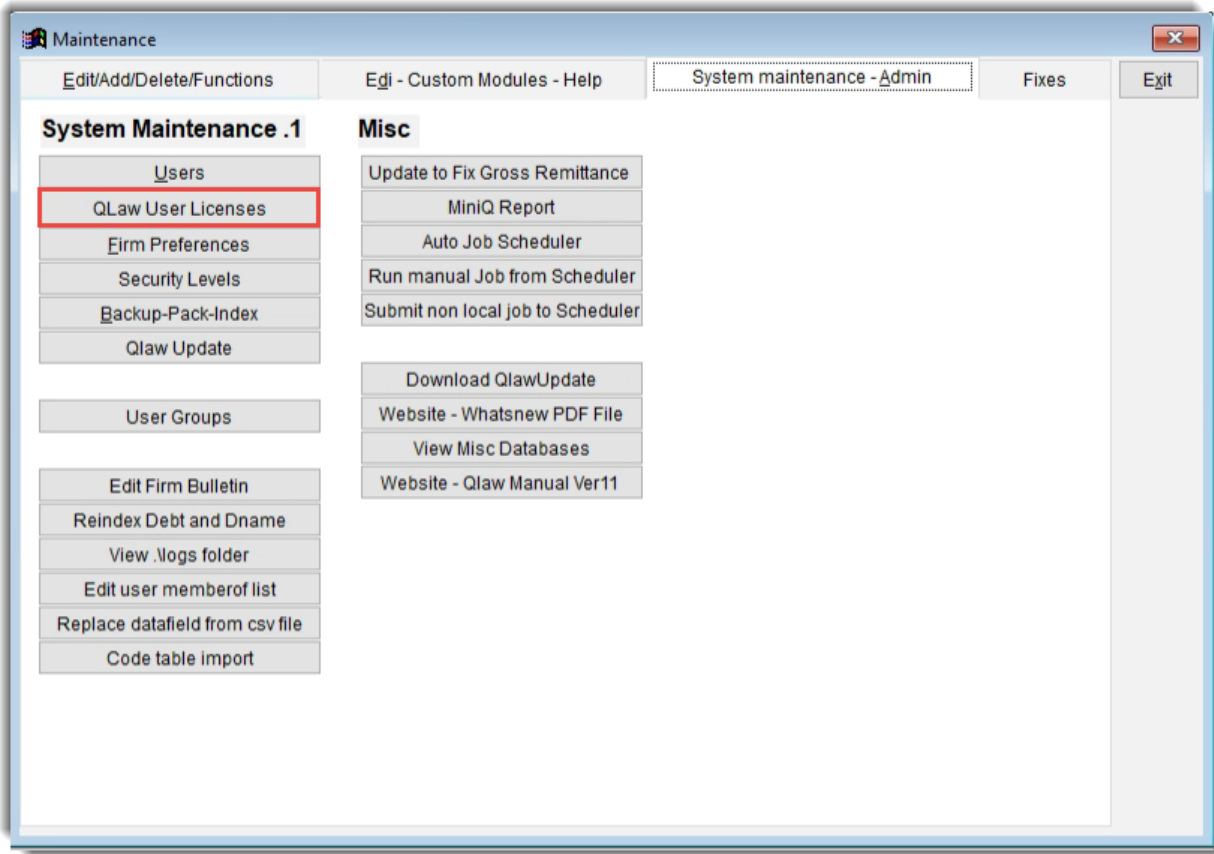 Maintenance
Edit/Add/Delete/Functions
Edi - Custom Modules - Help
System maintenance - Admin
Fixes
Exit
System Maintenance .1
Users
QLaw User Licenses
Firm Preferences
Security Levels
Backup-Pack-Index
Qlaw Update
User Groups
Edit Firm Bulletin
Reindex Debt and Dname
View .\logs folder
Edit user memberof list
Replace datafield from csv file
Code table import
Misc
Update to Fix Gross Remittance
MiniQ Report
Auto Job Scheduler
Run manual Job from Scheduler
Submit non local job to Scheduler
Download QlawUpdate
Website - Whatsnew PDF File
View Misc Databases
Website - Qlaw Manual Ver11